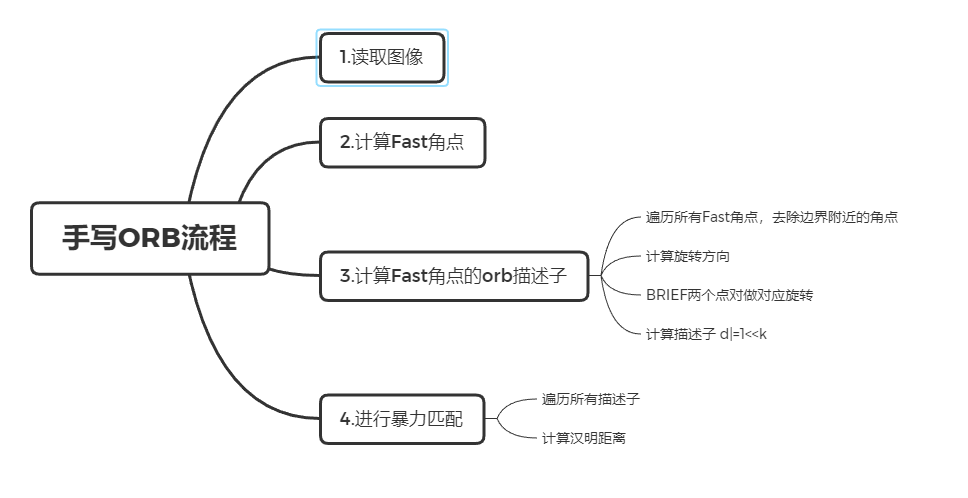 手写ORB流程
1.读取图像
2.计算Fast角点
3.计算Fast角点的orb描述子
遍历所有Fast角点，去除边界附近的角点
计算旋转方向
BRIEF两个点对做对应旋转
计算描述子 d|=1<<k
4.进行暴力匹配
遍历所有描述子
计算汉明距离